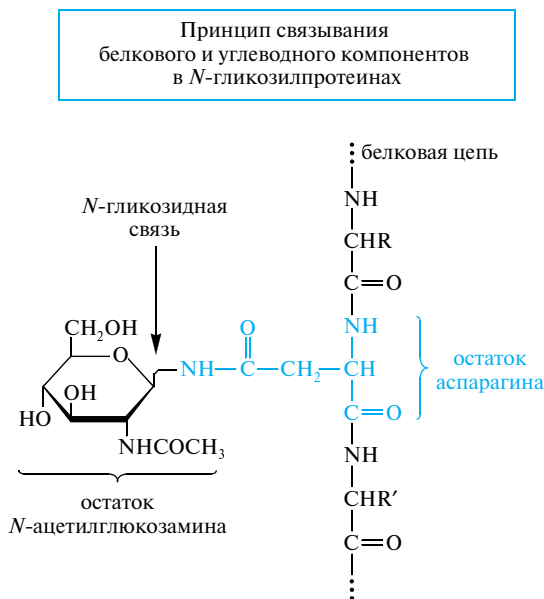 Принцип связывания
белкового и углеводного компонентов
в N-гликозилпротеинах
белковая цепь
NH
N-гликозидная
связь
CHR
C=O
CH₂OH
O
O
NH
NH—C—CH₂—CH
остаток
аспарагина
OH
HO
NHCOCH₃
C=O
NH
остаток
N-ацетилглюкозамина
CHR′
C=O